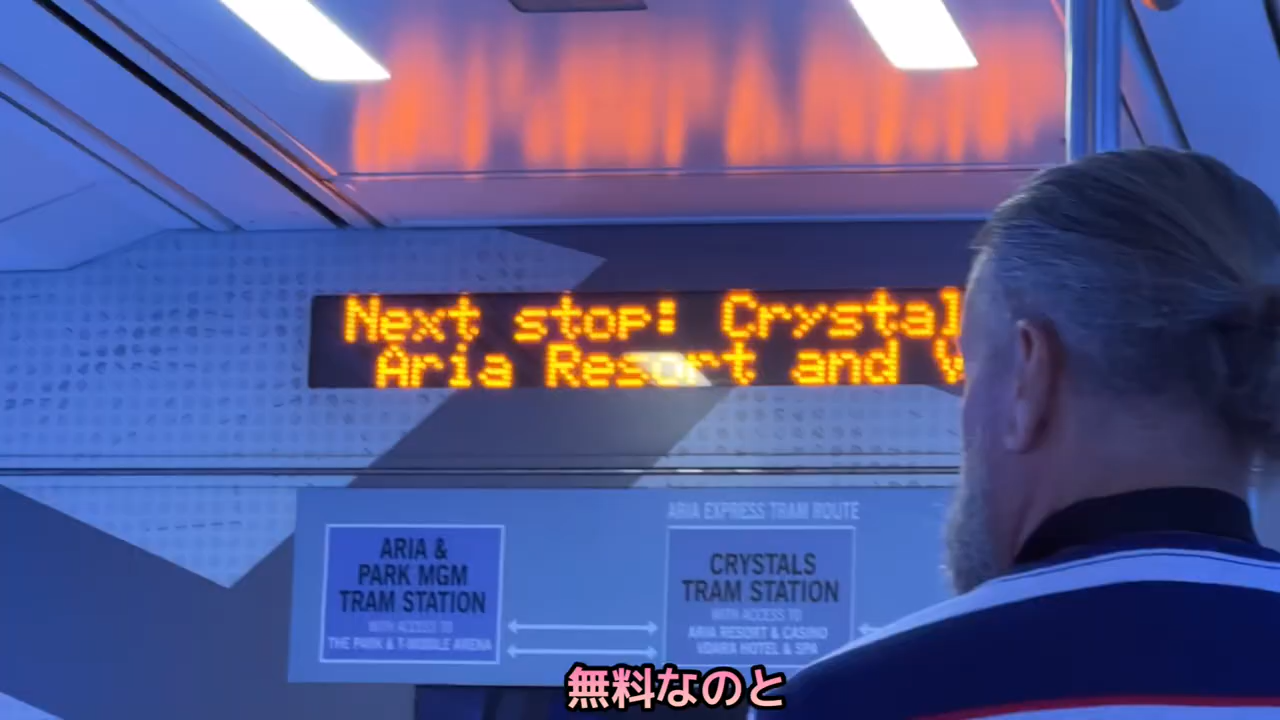 Next stop: Crystal
Aria Resort and V
ARIA EXPRESS TRAM ROUTE
ARIA &
PARK MGM
TRAM STATION
WITH ACCESS TO
THE PARK & T-MOBILE ARENA
CRYSTALS
TRAM STATION
WITH ACCESS TO
ARIA RESORT & CASINO
VDARA HOTEL & SPA
無料なのと